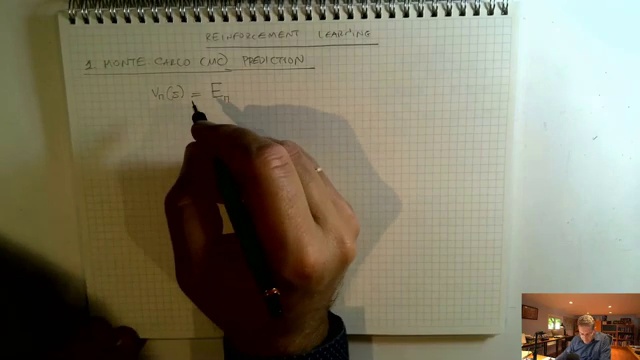 REINFORCEMENT LEARNING
1. MONTE CARLO (MC) PREDICTION
Vπ(s) = Eπ